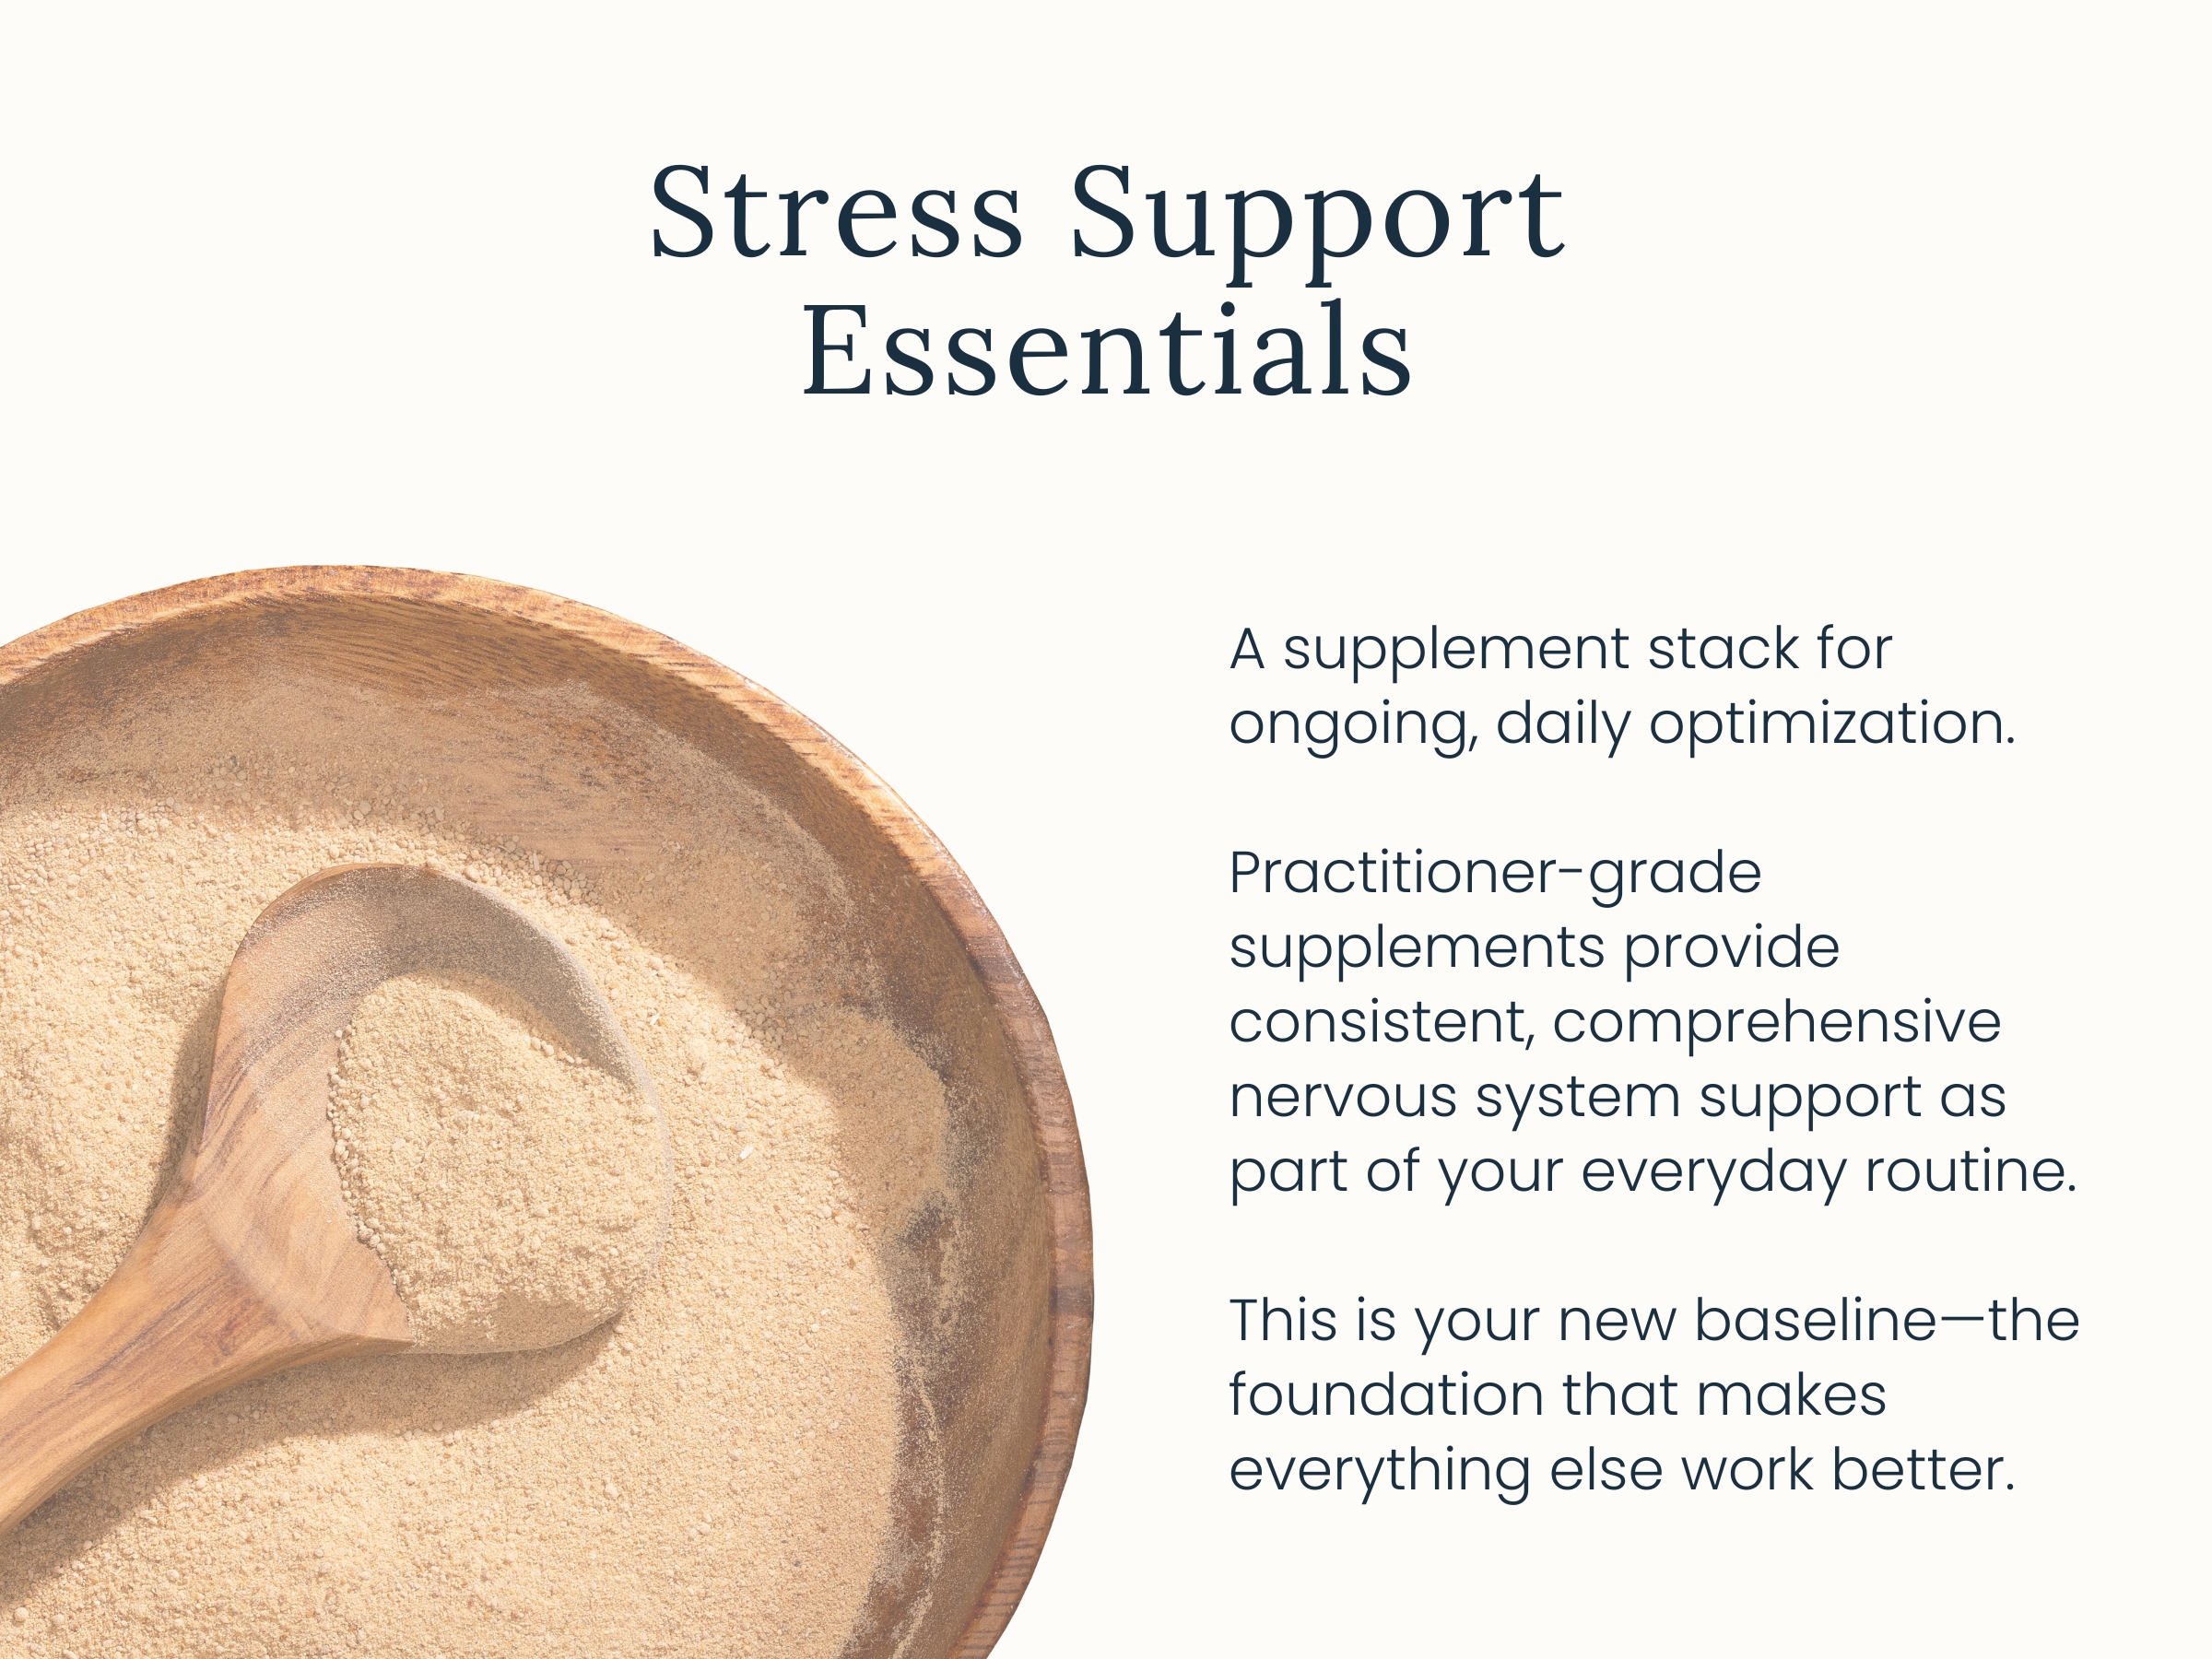 Stress Support
Essentials
A supplement stack for
ongoing, daily optimization.
Practitioner-grade
supplements provide
consistent, comprehensive
nervous system support as
part of your everyday routine.
This is your new baseline—the
foundation that makes
everything else work better.